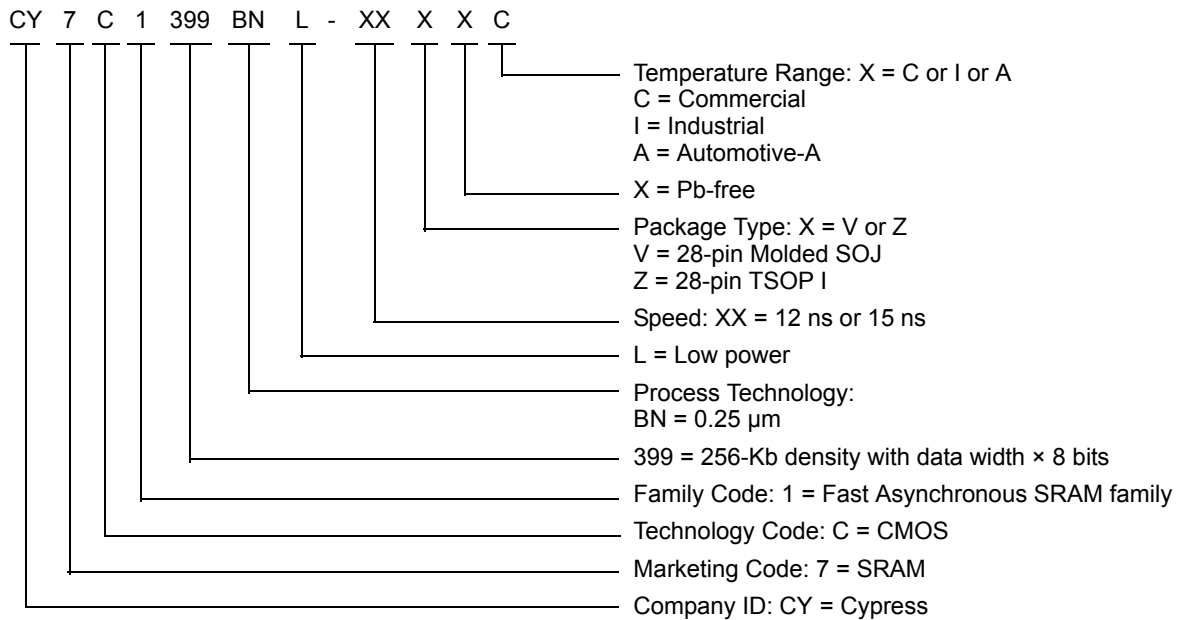 CY 7 C 1 399 BN L - XX X X C
Temperature Range: X = C or I or A
C = Commercial
I = Industrial
A = Automotive-A
X = Pb-free
Package Type: X = V or Z
V = 28-pin Molded SOJ
Z = 28-pin TSOP I
Speed: XX = 12 ns or 15 ns
L = Low power
Process Technology:
BN = 0.25 µm
399 = 256-Kb density with data width × 8 bits
Family Code: 1 = Fast Asynchronous SRAM family
Technology Code: C = CMOS
Marketing Code: 7 = SRAM
Company ID: CY = Cypress